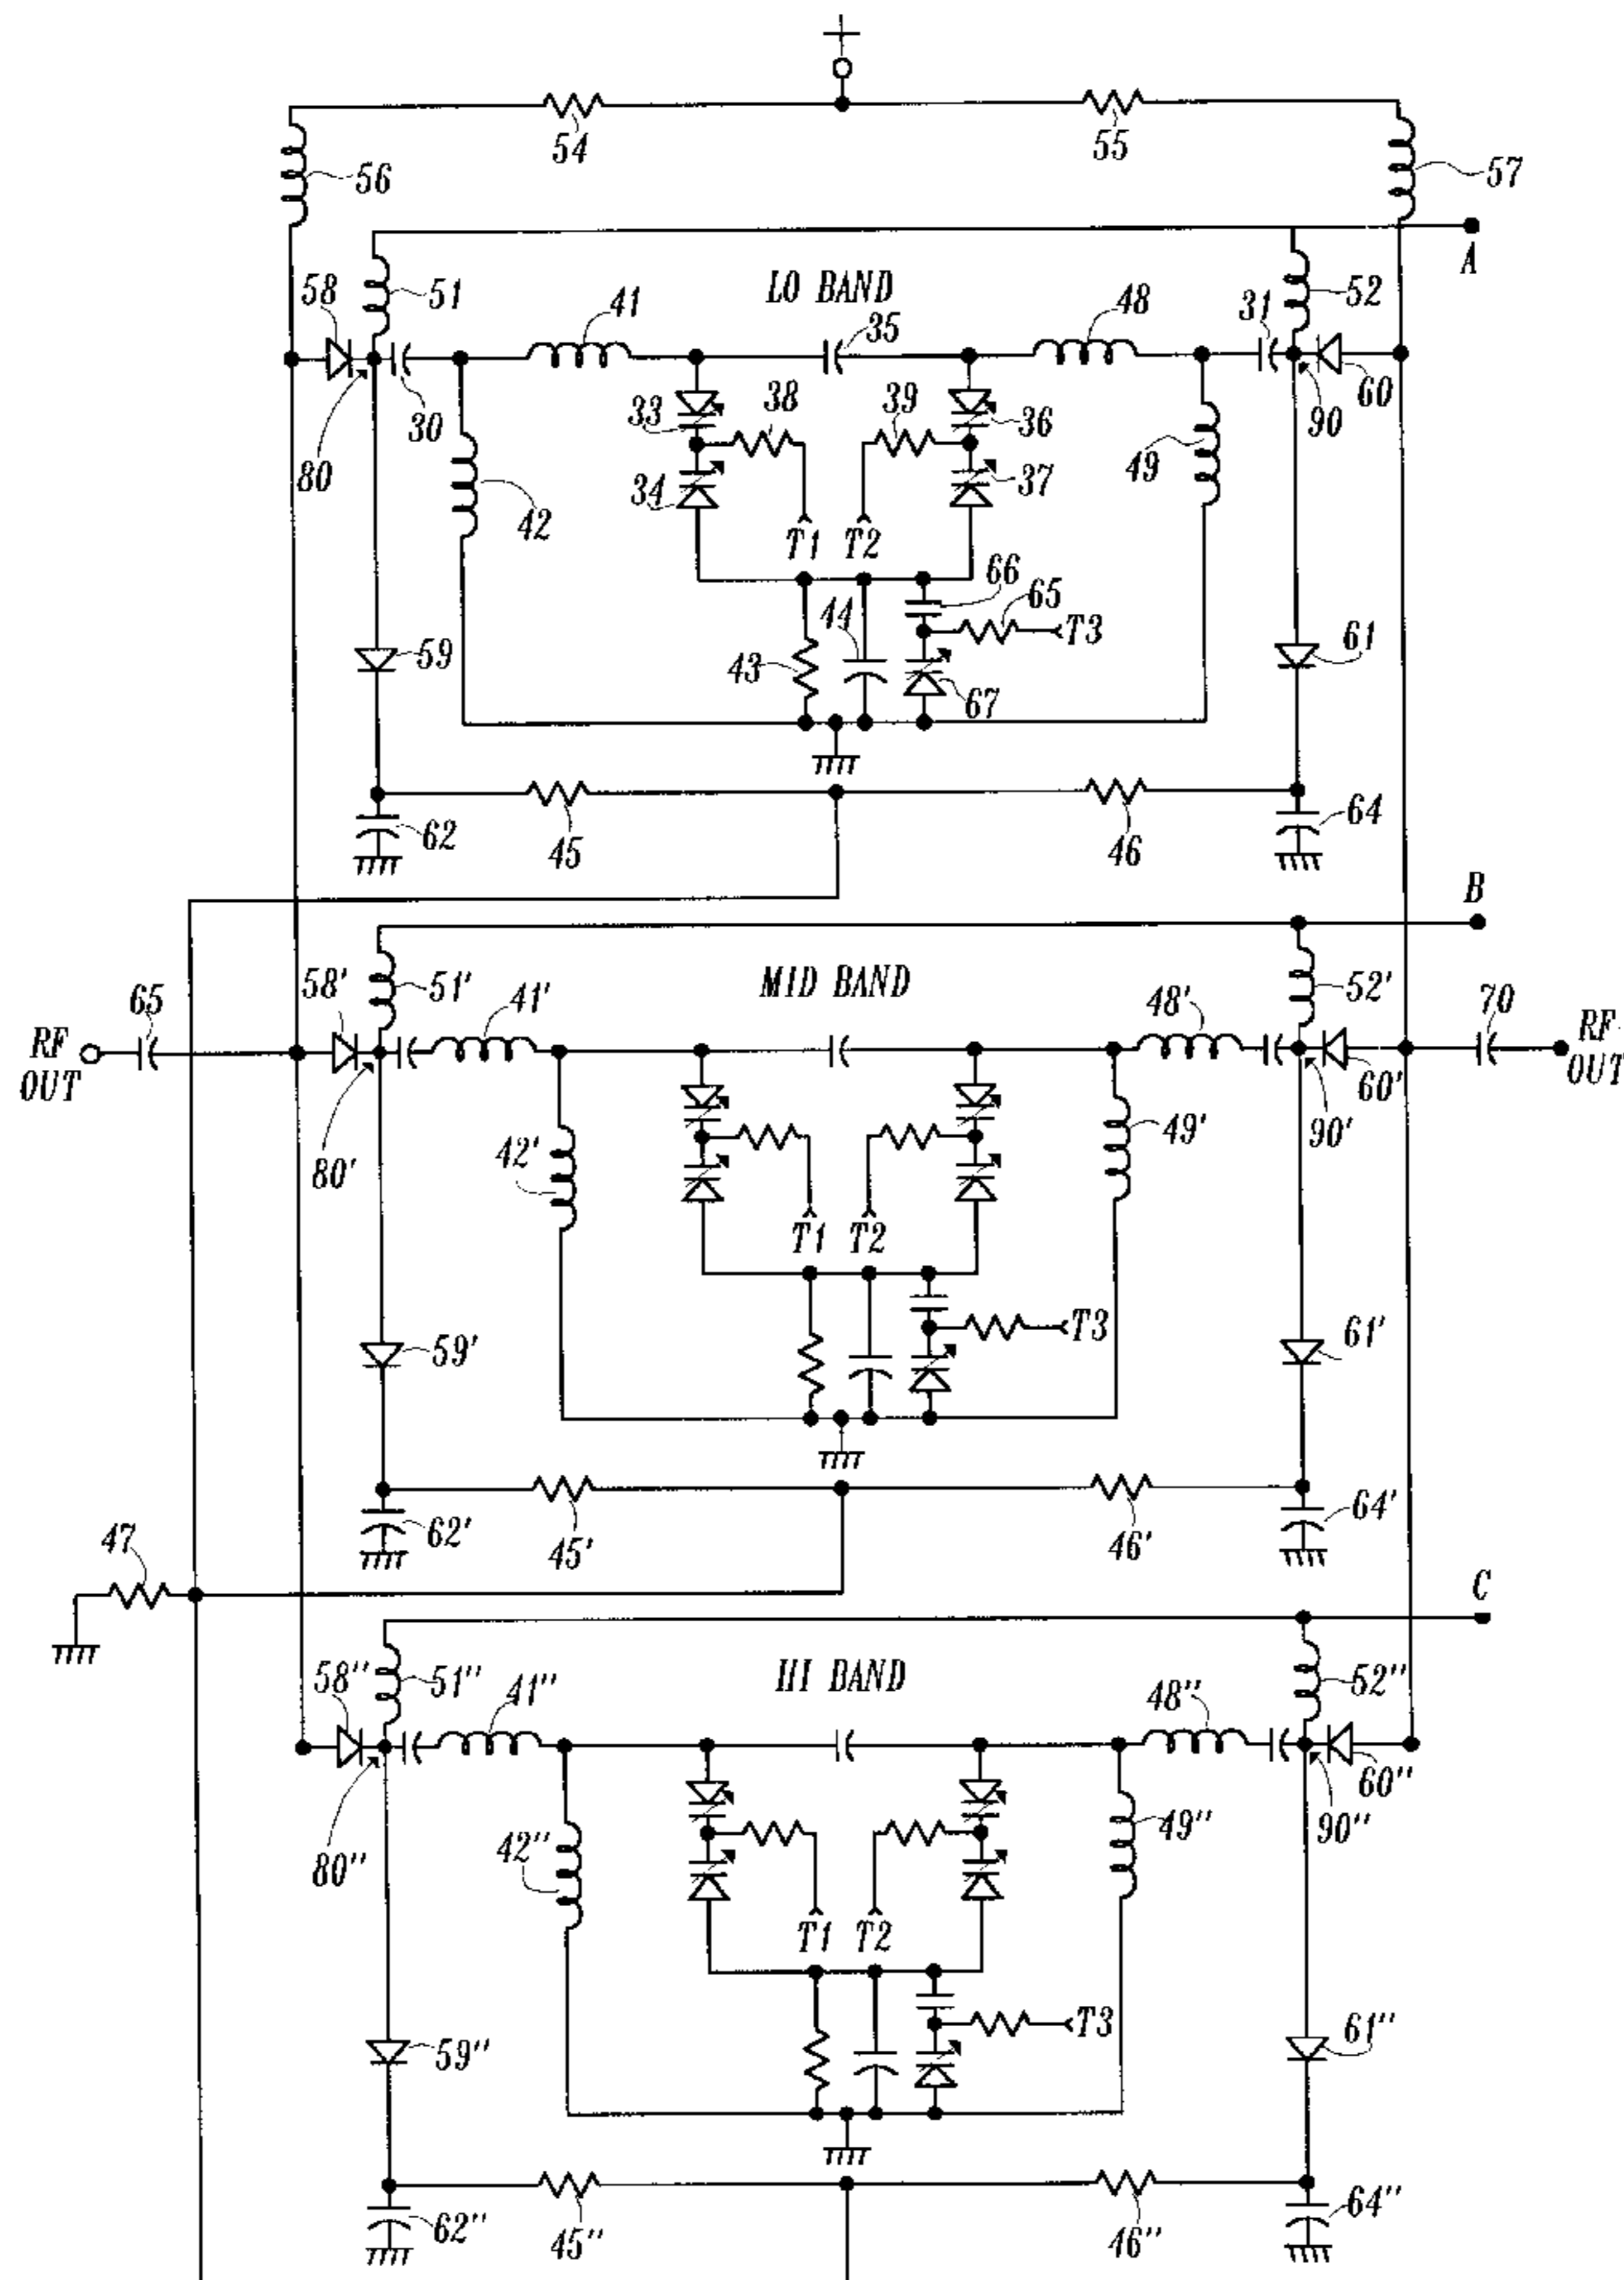 +
54 55
56 57
A
58 51 LO BAND 52
41 35 48 31
33 38 39 36
80 30 42 34 37 49 90 60
T1 T2
66
44 65
T3
59 43 67 61
62 45 46 64
B
65 58' 51' MID BAND 52' 70
41' 48'
RF OUT RF OUT
60'
80' 42' 49' 90'
T1 T2
T3
59' 61'
62' 45' 46' 64'
47
C
58" 51" HI BAND 52"
41" 48"
60"
80" 42" 49" 90"
T1 T2
T3
59" 61"
62" 45" 46" 64"